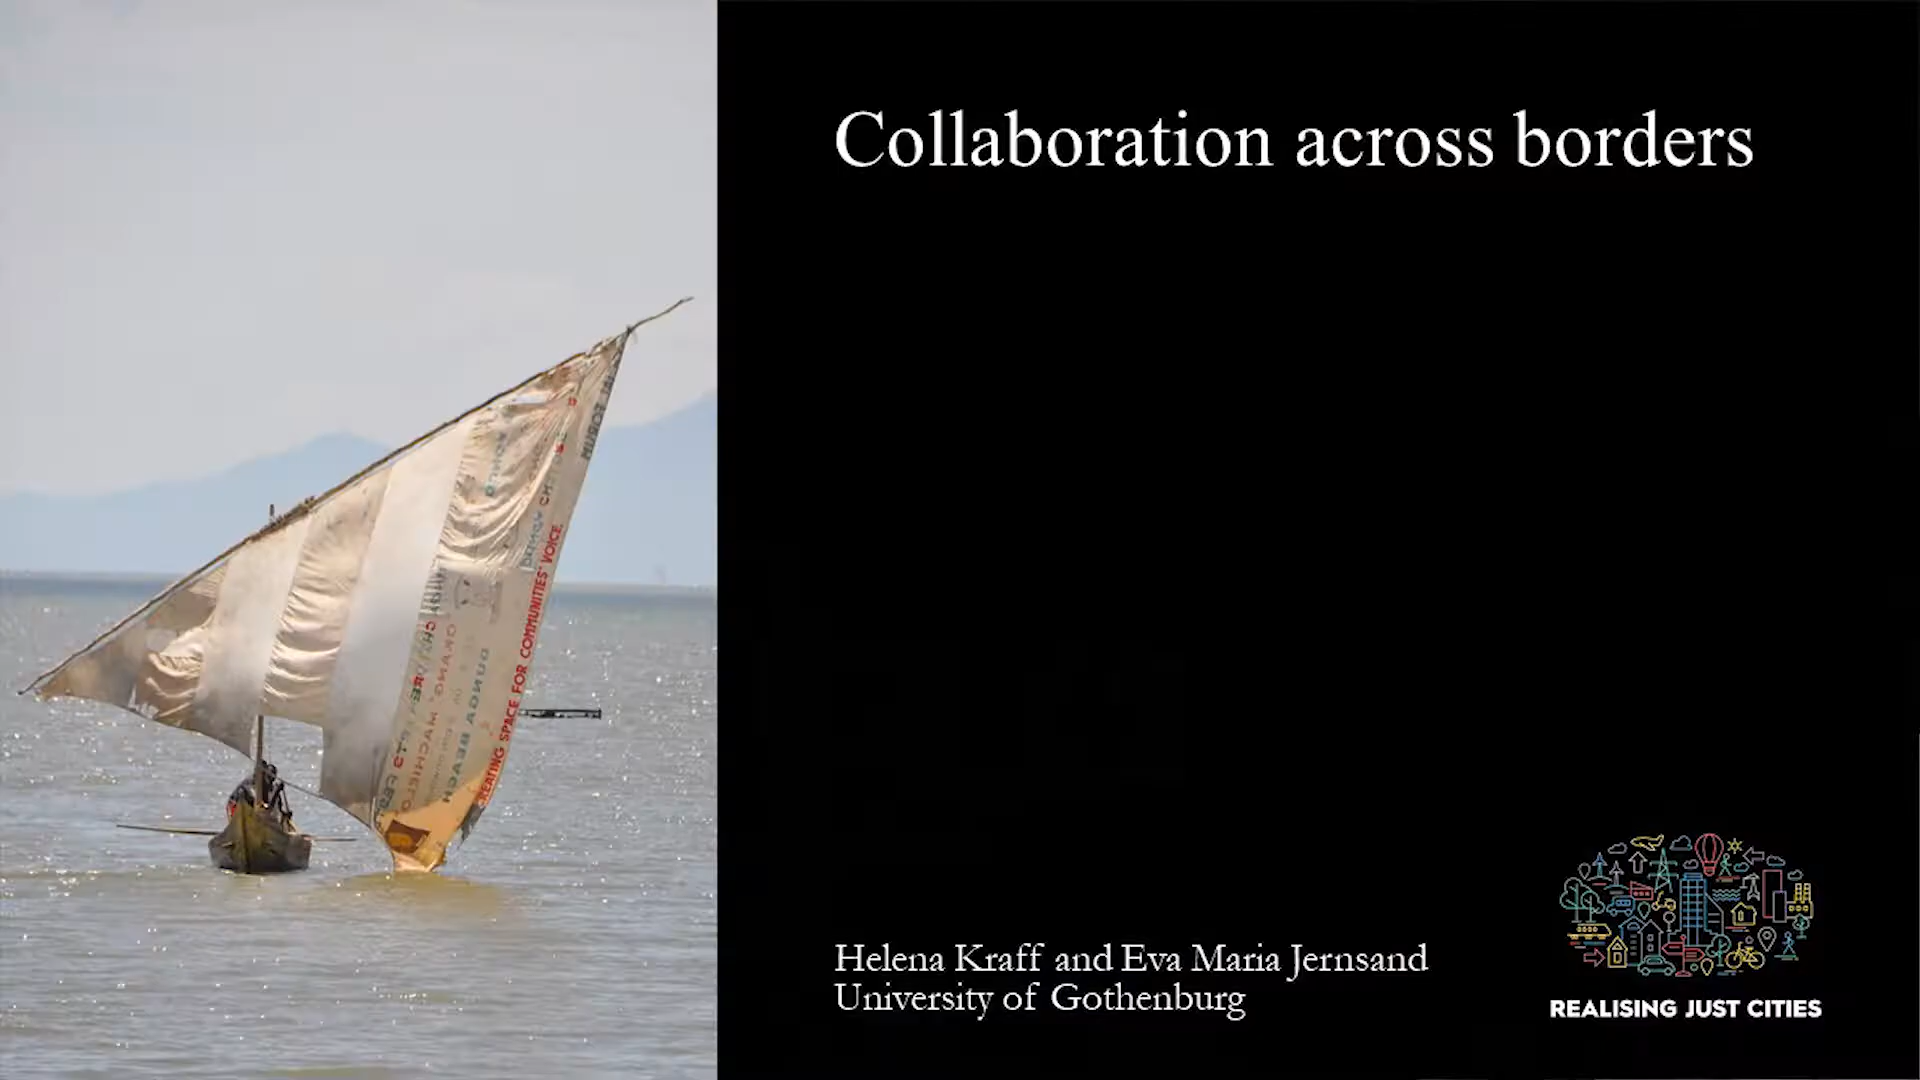 Collaboration across borders
CREATING SPACE FOR COMMUNITIES' VOICE.
DUNGA BEACH
Helena Kraff and Eva Maria Jernsand
University of Gothenburg
REALISING JUST CITIES